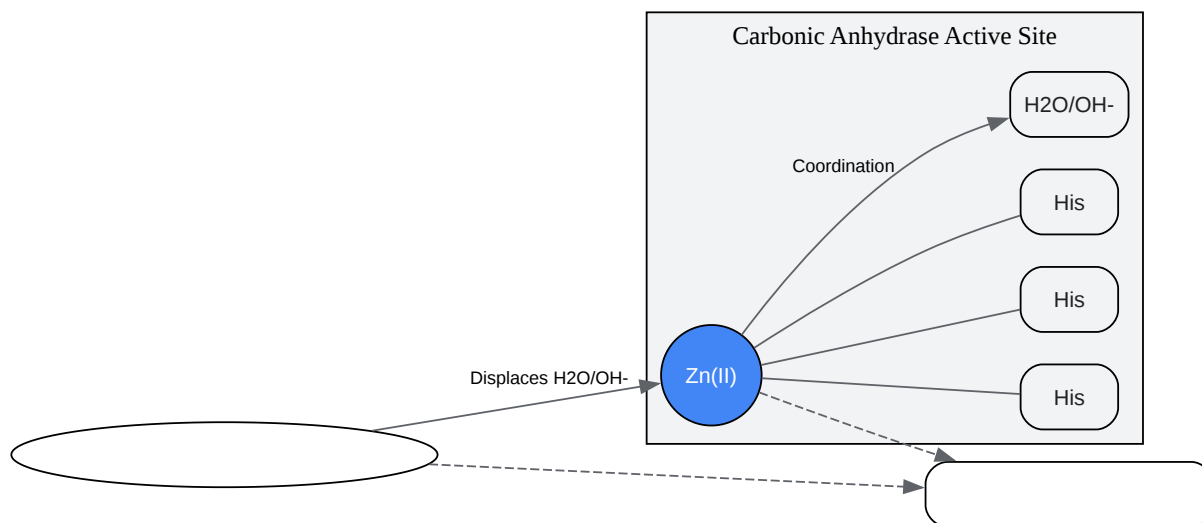 Carbonic Anhydrase Active Site
H2O/OH-
Coordination
His
His
Zn(II)
Displaces H2O/OH-
His